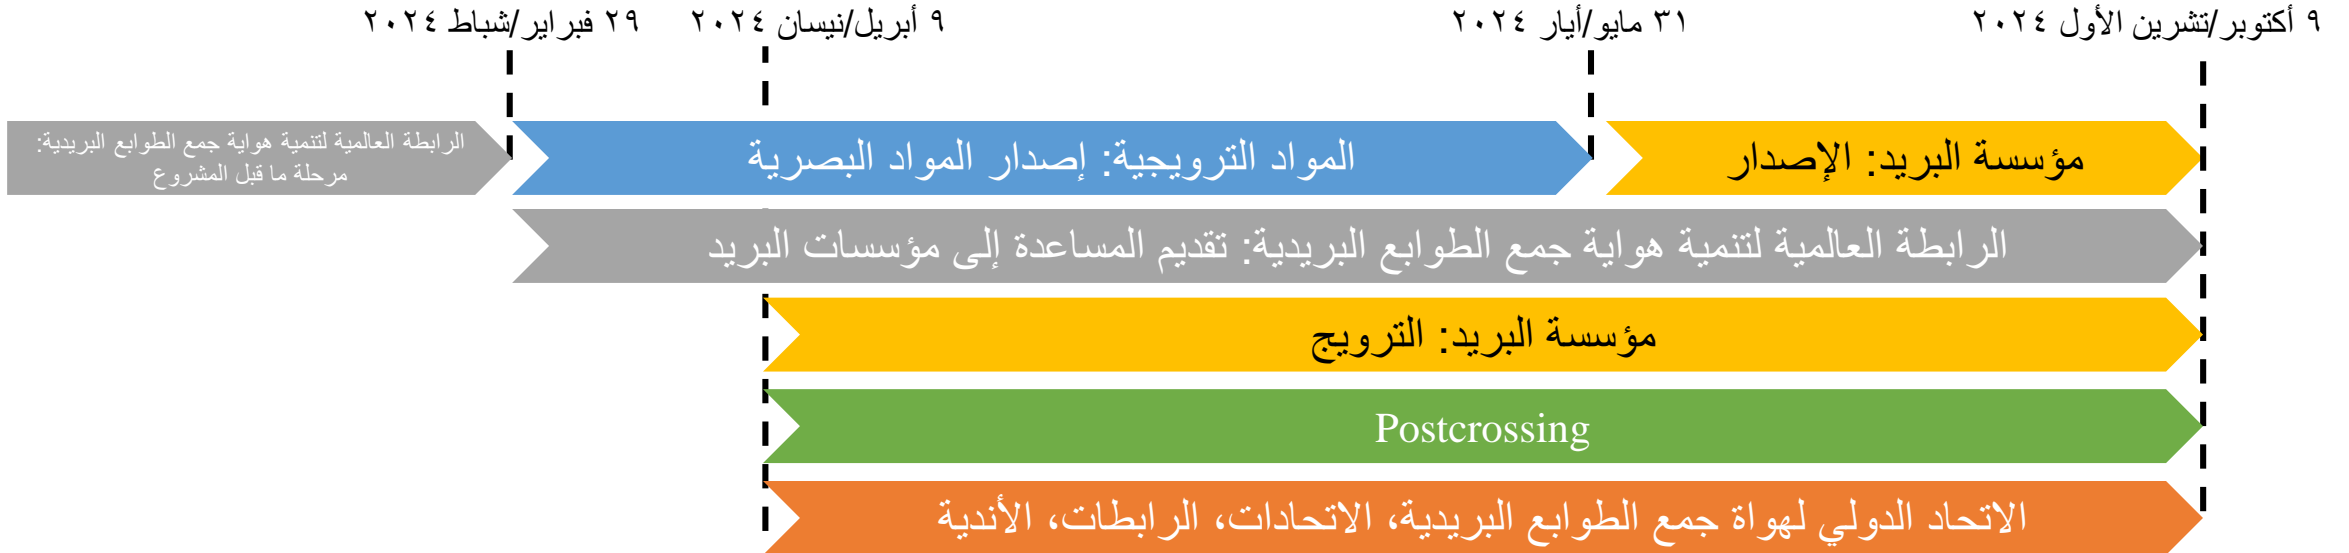 ٢٩ فبراير/شباط ٢٠٢٤
٩ أبريل/نيسان ٢٠٢٤
٣١ مايو/أيار ٢٠٢٤
٩ أكتوبر/تشرين الأول ٢٠٢٤
الرابطة العالمية لتنمية هواية جمع الطوابع البريدية:
مرحلة ما قبل المشروع
المواد الترويجية: إصدار المواد البصرية
مؤسسة البريد: الإصدار
الرابطة العالمية لتنمية هواية جمع الطوابع البريدية: تقديم المساعدة إلى مؤسسات البريد
مؤسسة البريد: الترويج
Postcrossing
الاتحاد الدولي لهواة جمع الطوابع البريدية، الاتحادات، الرابطات، الأندية